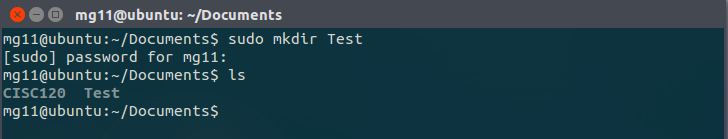 mg11@ubuntu: ~/Documents
mg11@ubuntu:~/Documents$ sudo mkdir Test
[sudo] password for mg11:
mg11@ubuntu:~/Documents$ ls
CISC120  Test
mg11@ubuntu:~/Documents$